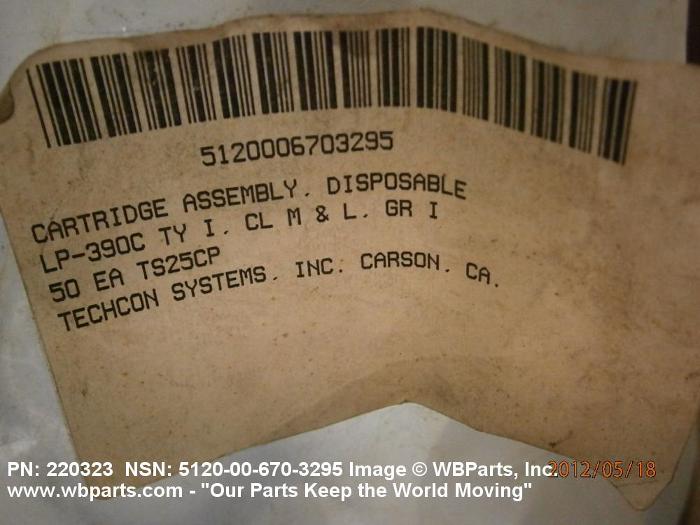 5120006703295
CARTRIDGE ASSEMBLY. DISPOSABLE
LP-390C TY I. CL M & L. GR I
50 EA TS25CP
TECHCON SYSTEMS. INC. CARSON. CA.
PN: 220323 NSN: 5120-00-670-3295 Image © WBParts, Inc.
2012/05/18
www.wbparts.com - "Our Parts Keep the World Moving"